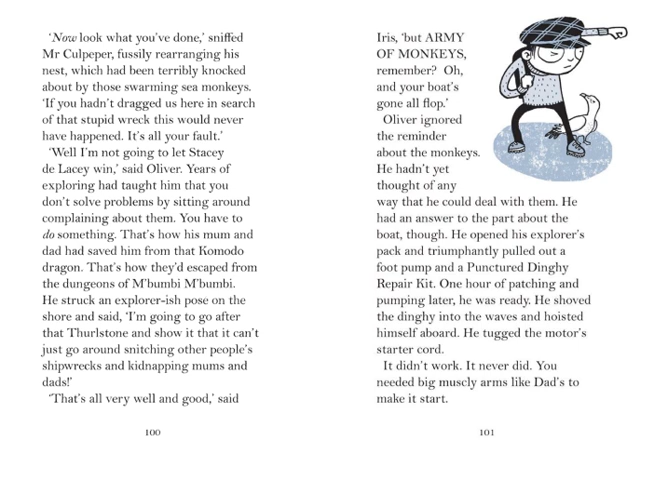 ‘Now look what you’ve done,’ sniffed
Mr Culpeper, fussily rearranging his
nest, which had been terribly knocked
about by those swarming sea monkeys.
‘If you hadn’t dragged us here in search
of that stupid wreck this would never
have happened. It’s all your fault.’
‘Well I’m not going to let Stacey
de Lacey win,’ said Oliver. Years of
exploring had taught him that you
don’t solve problems by sitting around
complaining about them. You have to
do something. That’s how his mum and
dad had saved him from that Komodo
dragon. That’s how they’d escaped from
the dungeons of M’bumbi M’bumbi.
He struck an explorer-ish pose on the
shore and said, ‘I’m going to go after
that Thurlstone and show it that it can’t
just go around snitching other people’s
shipwrecks and kidnapping mums and
dads!’
‘That’s all very well and good,’ said
100
Iris, ‘but ARMY
OF MONKEYS,
remember? Oh,
and your boat’s
gone all flop.’
Oliver ignored
the reminder
about the monkeys.
He hadn’t yet
thought of any
way that he could deal with them. He
had an answer to the part about the
boat, though. He opened his explorer’s
pack and triumphantly pulled out a
foot pump and a Punctured Dinghy
Repair Kit. One hour of patching and
pumping later, he was ready. He shoved
the dinghy into the waves and hoisted
himself aboard. He tugged the motor’s
starter cord.
It didn’t work. It never did. You
needed big muscly arms like Dad’s to
make it start.
101